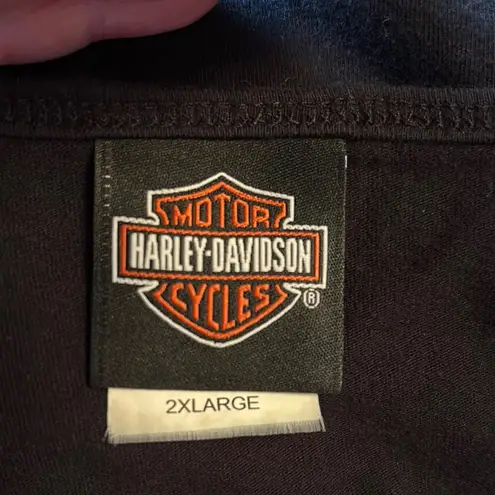 MOTOR
HARLEY-DAVIDSON
CYCLES
®
2XLARGE